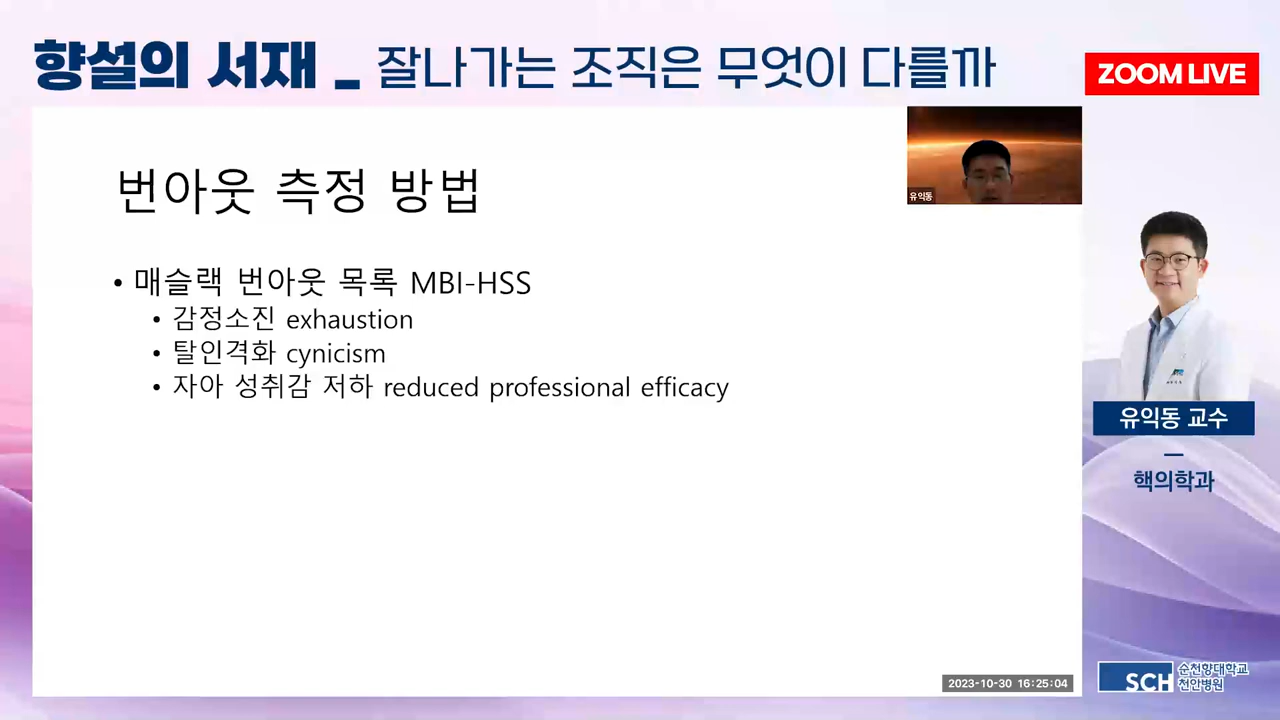 향설의 서재 _ 잘나가는 조직은 무엇이 다를까
ZOOM LIVE
번아웃 측정 방법
유익동
• 매슬랙 번아웃 목록 MBI-HSS
• 감정소진 exhaustion
• 탈인격화 cynicism
• 자아 성취감 저하 reduced professional efficacy
유익동 교수
핵의학과
2023-10-30 16:25:04
SCH 순천향대학교
천안병원